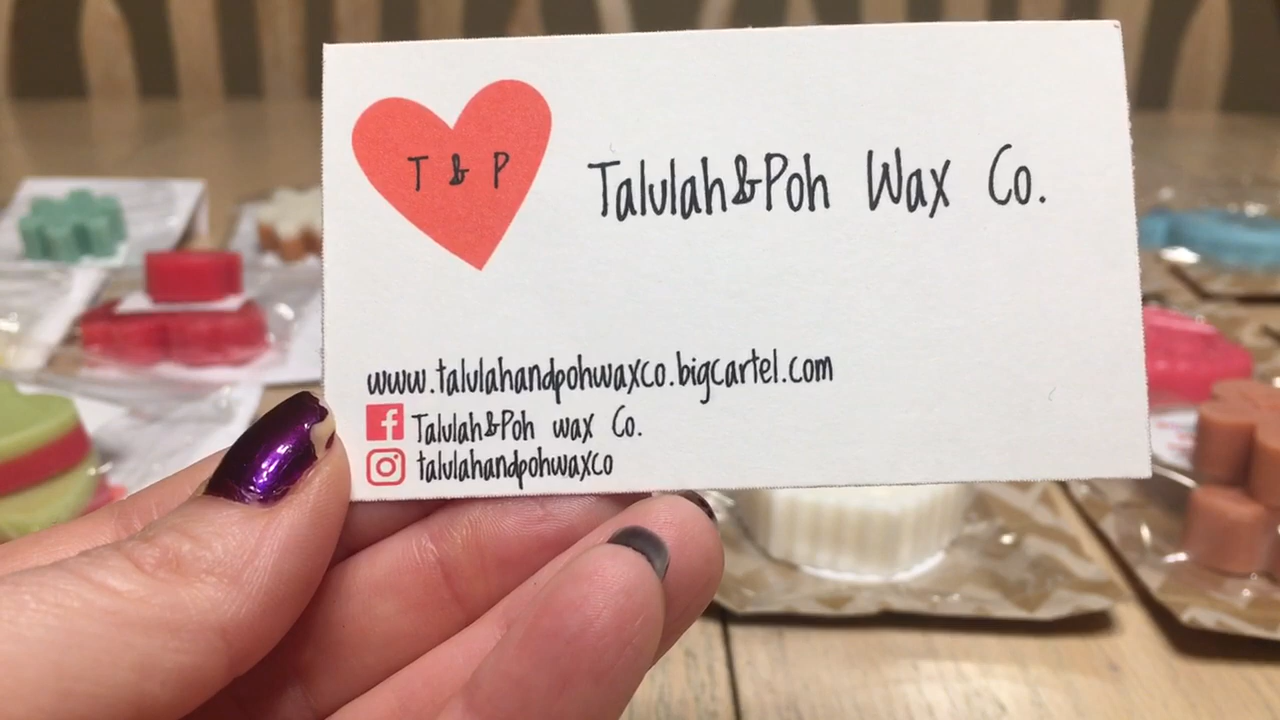 T & P
Talulah&Poh Wax Co.
www.talulahandpohwaxco.bigcartel.com
Talulah&Poh wax Co.
talulahandpohwaxco